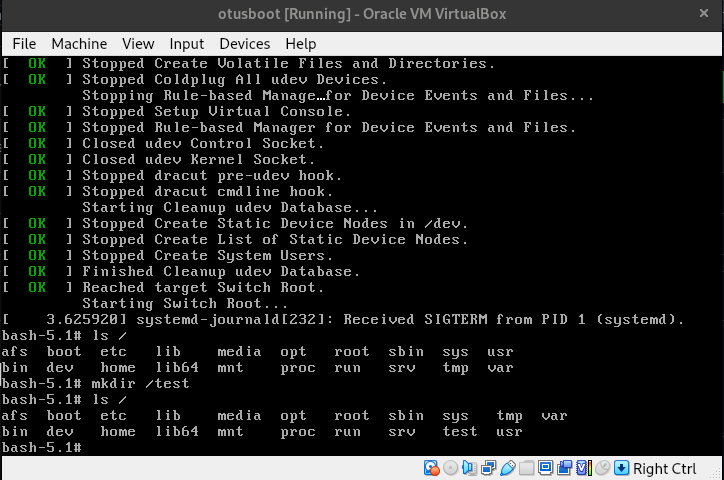 otusboot [Running] - Oracle VM VirtualBox
File Machine View Input Devices Help
[  OK  ] Stopped Create Volatile Files and Directories.
[  OK  ] Stopped Coldplug All udev Devices.
         Stopping Rule-based Manage…for Device Events and Files...
[  OK  ] Stopped Setup Virtual Console.
[  OK  ] Stopped Rule-based Manager for Device Events and Files.
[  OK  ] Closed udev Control Socket.
[  OK  ] Closed udev Kernel Socket.
[  OK  ] Stopped dracut pre-udev hook.
[  OK  ] Stopped dracut cmdline hook.
         Starting Cleanup udev Database...
[  OK  ] Stopped Create Static Device Nodes in /dev.
[  OK  ] Stopped Create List of Static Device Nodes.
[  OK  ] Stopped Create System Users.
[  OK  ] Finished Cleanup udev Database.
[  OK  ] Reached target Switch Root.
         Starting Switch Root...
[    3.625920] systemd-journald[232]: Received SIGTERM from PID 1 (systemd).
bash-5.1# ls /
afs  boot  etc   lib    media  opt   root  sbin  sys  usr
bin  dev   home  lib64  mnt    proc  run   srv   tmp  var
bash-5.1# mkdir /test
bash-5.1# ls /
afs  boot  etc   lib    media  opt   root  sbin  sys   tmp  var
bin  dev   home  lib64  mnt    proc  run   srv   test  usr
bash-5.1#
Right Ctrl